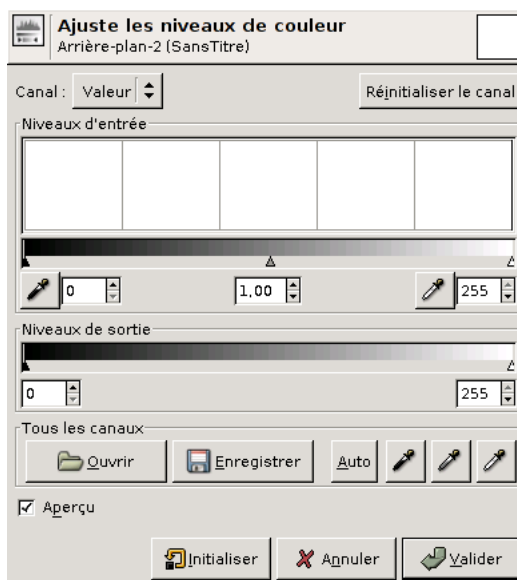 Ajuste les niveaux de couleur
Arrière-plan-2 (SansTitre)
Canal : Valeur Réinitialiser le canal
Niveaux d'entrée
0 1,00 255
Niveaux de sortie
0 255
Tous les canaux
Ouvrir Enregistrer Auto
Aperçu
Initialiser Annuler Valider